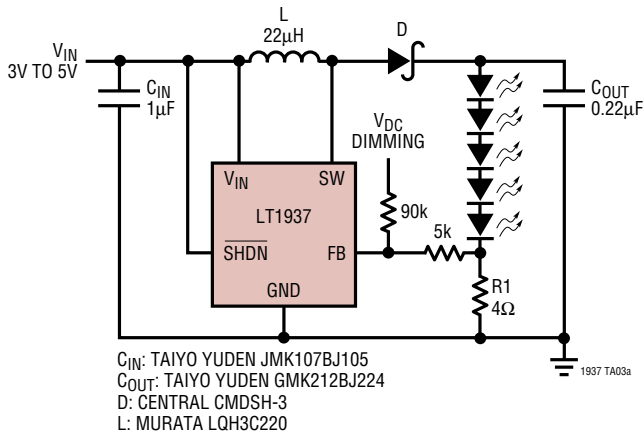 L
22µH
D
VIN
3V TO 5V
CIN
1µF
COUT
0.22µF
VDC
DIMMING
VIN
SW
LT1937
90k
5k
SHDN
FB
GND
R1
4Ω
CIN: TAIYO YUDEN JMK107BJ105
COUT: TAIYO YUDEN GMK212BJ224
D: CENTRAL CMDSH-3
L: MURATA LQH3C220
1937 TA03a